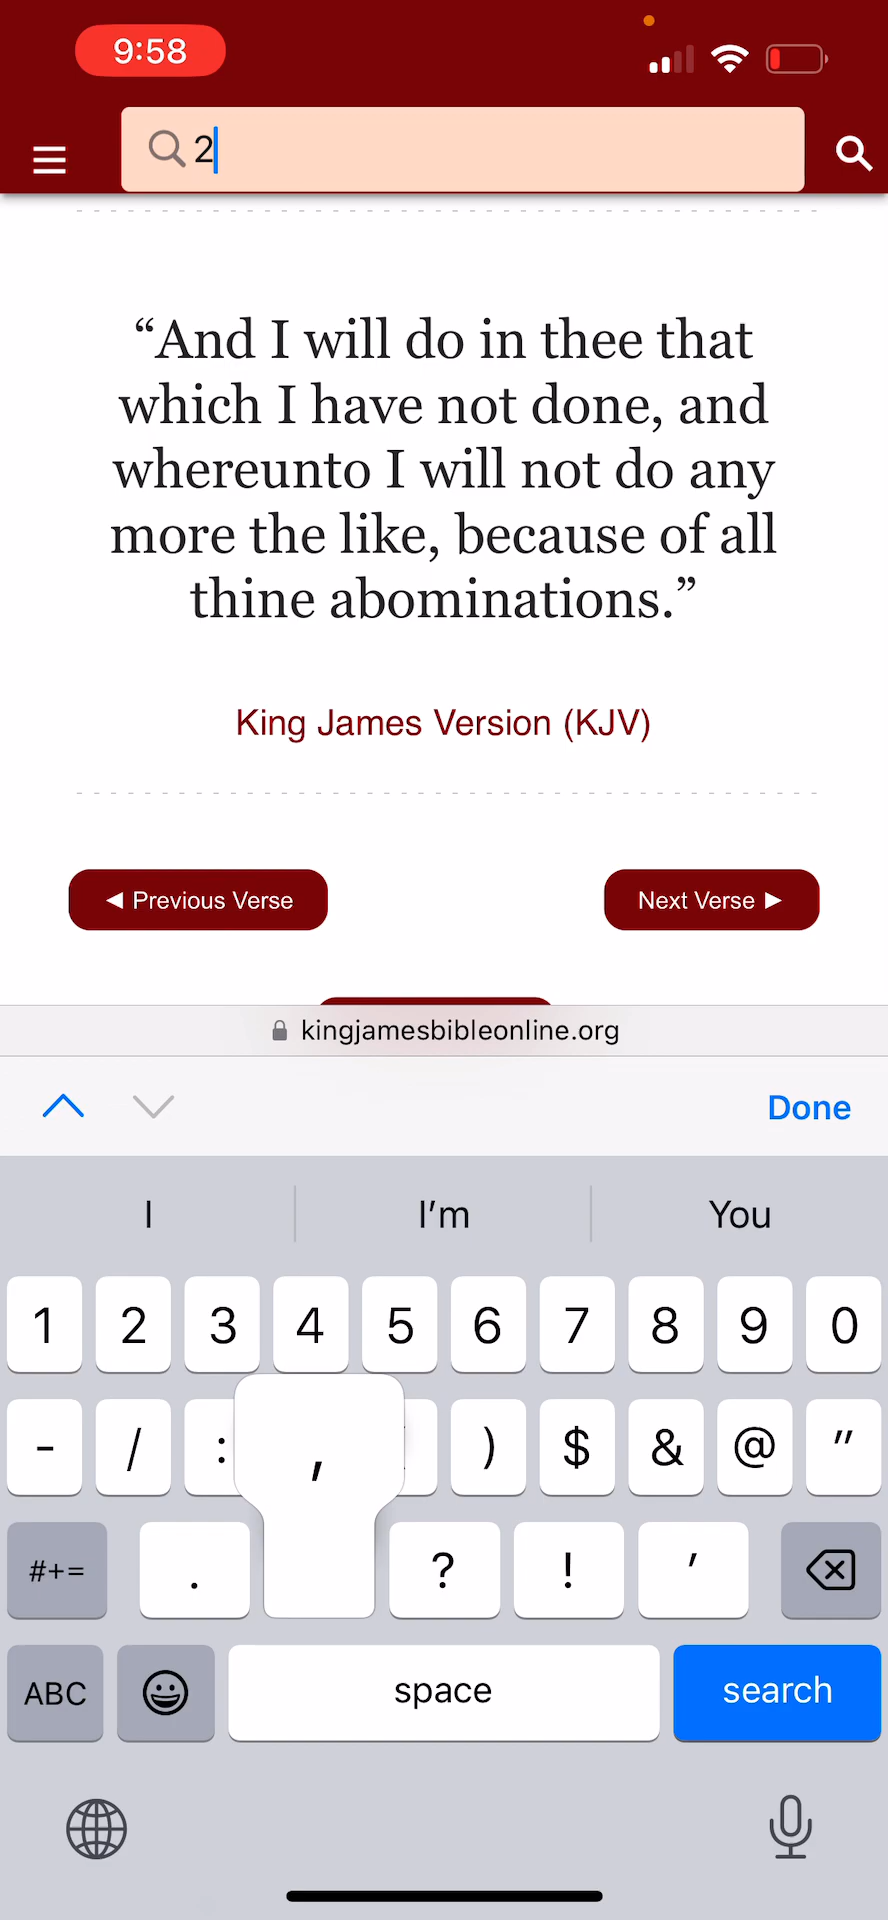 9:58
2
“And I will do in thee that
which I have not done, and
whereunto I will not do any
more the like, because of all
thine abominations.”
King James Version (KJV)
◄ Previous Verse
Next Verse ►
kingjamesbibleonline.org
Done
I
I’m
You
1 2 3 4 5 6 7 8 9 0
- / : ) $ & @ "
#+= . , ? ! '
ABC space search